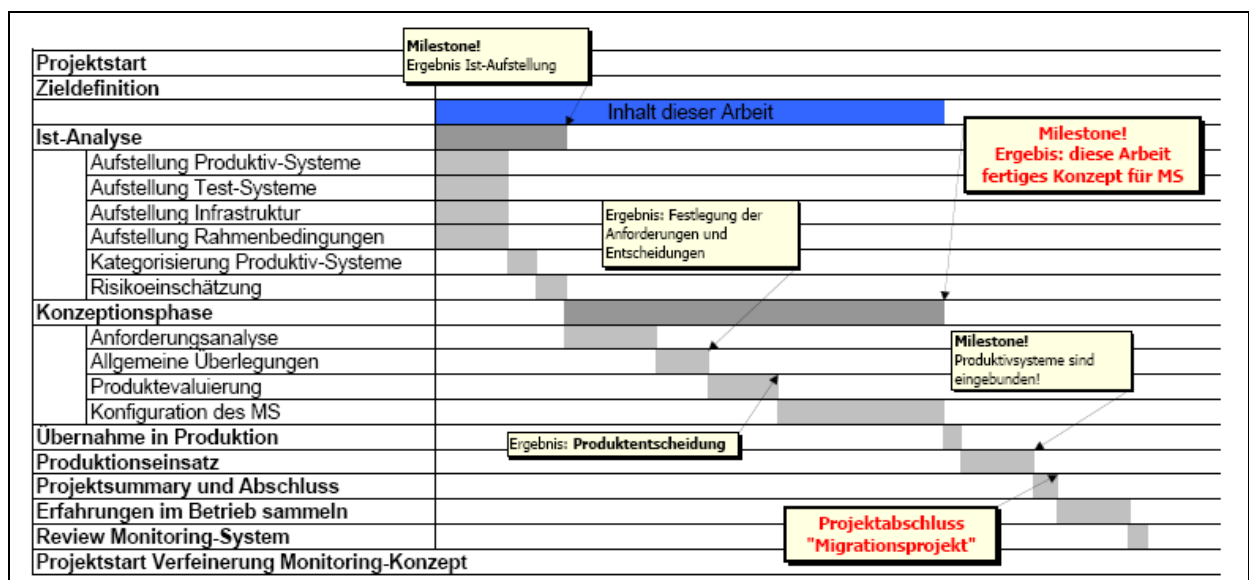 Milestone!
Ergebnis Ist-Aufstellung
Projektstart
Zieldefinition
Inhalt dieser Arbeit
Ist-Analyse
Milestone!
Ergebis: diese Arbeit
fertiges Konzept für MS
Aufstellung Produktiv-Systeme
Aufstellung Test-Systeme
Aufstellung Infrastruktur
Aufstellung Rahmenbedingungen
Ergebnis: Festlegung der
Anforderungen und
Entscheidungen
Kategorisierung Produktiv-Systeme
Risikoeinschätzung
Konzeptionsphase
Anforderungsanalyse
Allgemeine Überlegungen
Milestone!
Produktivsysteme sind
eingebunden!
Produktevaluierung
Konfiguration des MS
Übernahme in Produktion
Ergebnis: Produktentscheidung
Produktionseinsatz
Projektsummary und Abschluss
Erfahrungen im Betrieb sammeln
Projektabschluss
"Migrationsprojekt"
Review Monitoring-System
Projektstart Verfeinerung Monitoring-Konzept